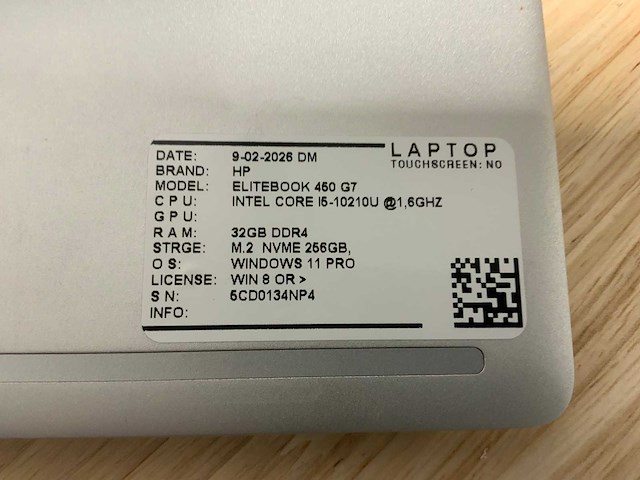 LAPTOP
TOUCHSCREEN: NO
DATE: 9-02-2026 DM
BRAND: HP
MODEL: ELITEBOOK 450 G7
CPU: INTEL CORE I5-10210U @1,6GHZ
GPU:
RAM: 32GB DDR4
STRGE: M.2 NVME 256GB,
OS: WINDOWS 11 PRO
LICENSE: WIN 8 OR >
SN: 5CD0134NP4
INFO: